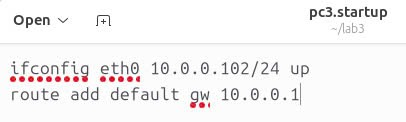 Open
pc3.startup
~/lab3
ifconfig eth0 10.0.0.102/24 up
route add default gw 10.0.0.1